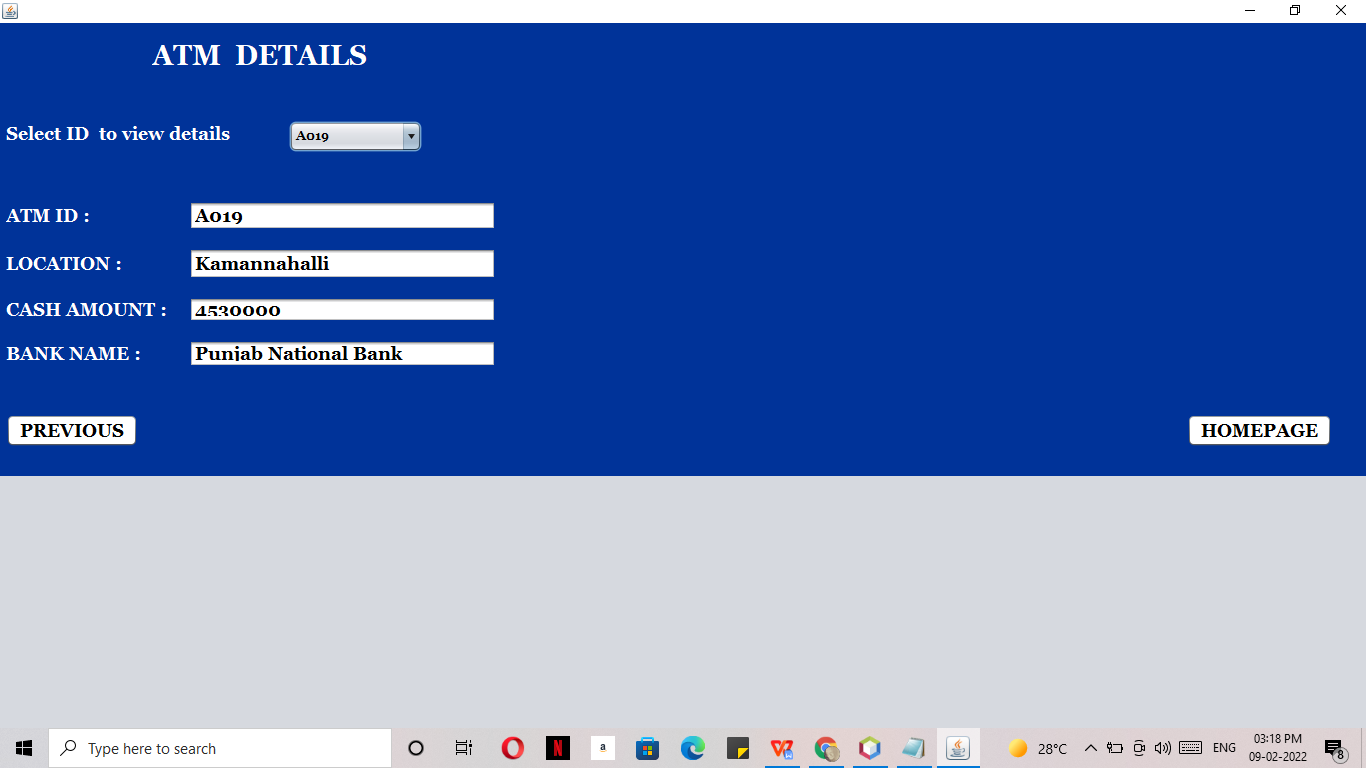 ATM DETAILS
Select ID to view details
A019
ATM ID :
A019
LOCATION :
Kamannahalli
CASH AMOUNT :
4530000
BANK NAME :
Punjab National Bank
PREVIOUS
HOMEPAGE
Type here to search
N
a
W
28°C
ENG
03:18 PM
09-02-2022
8